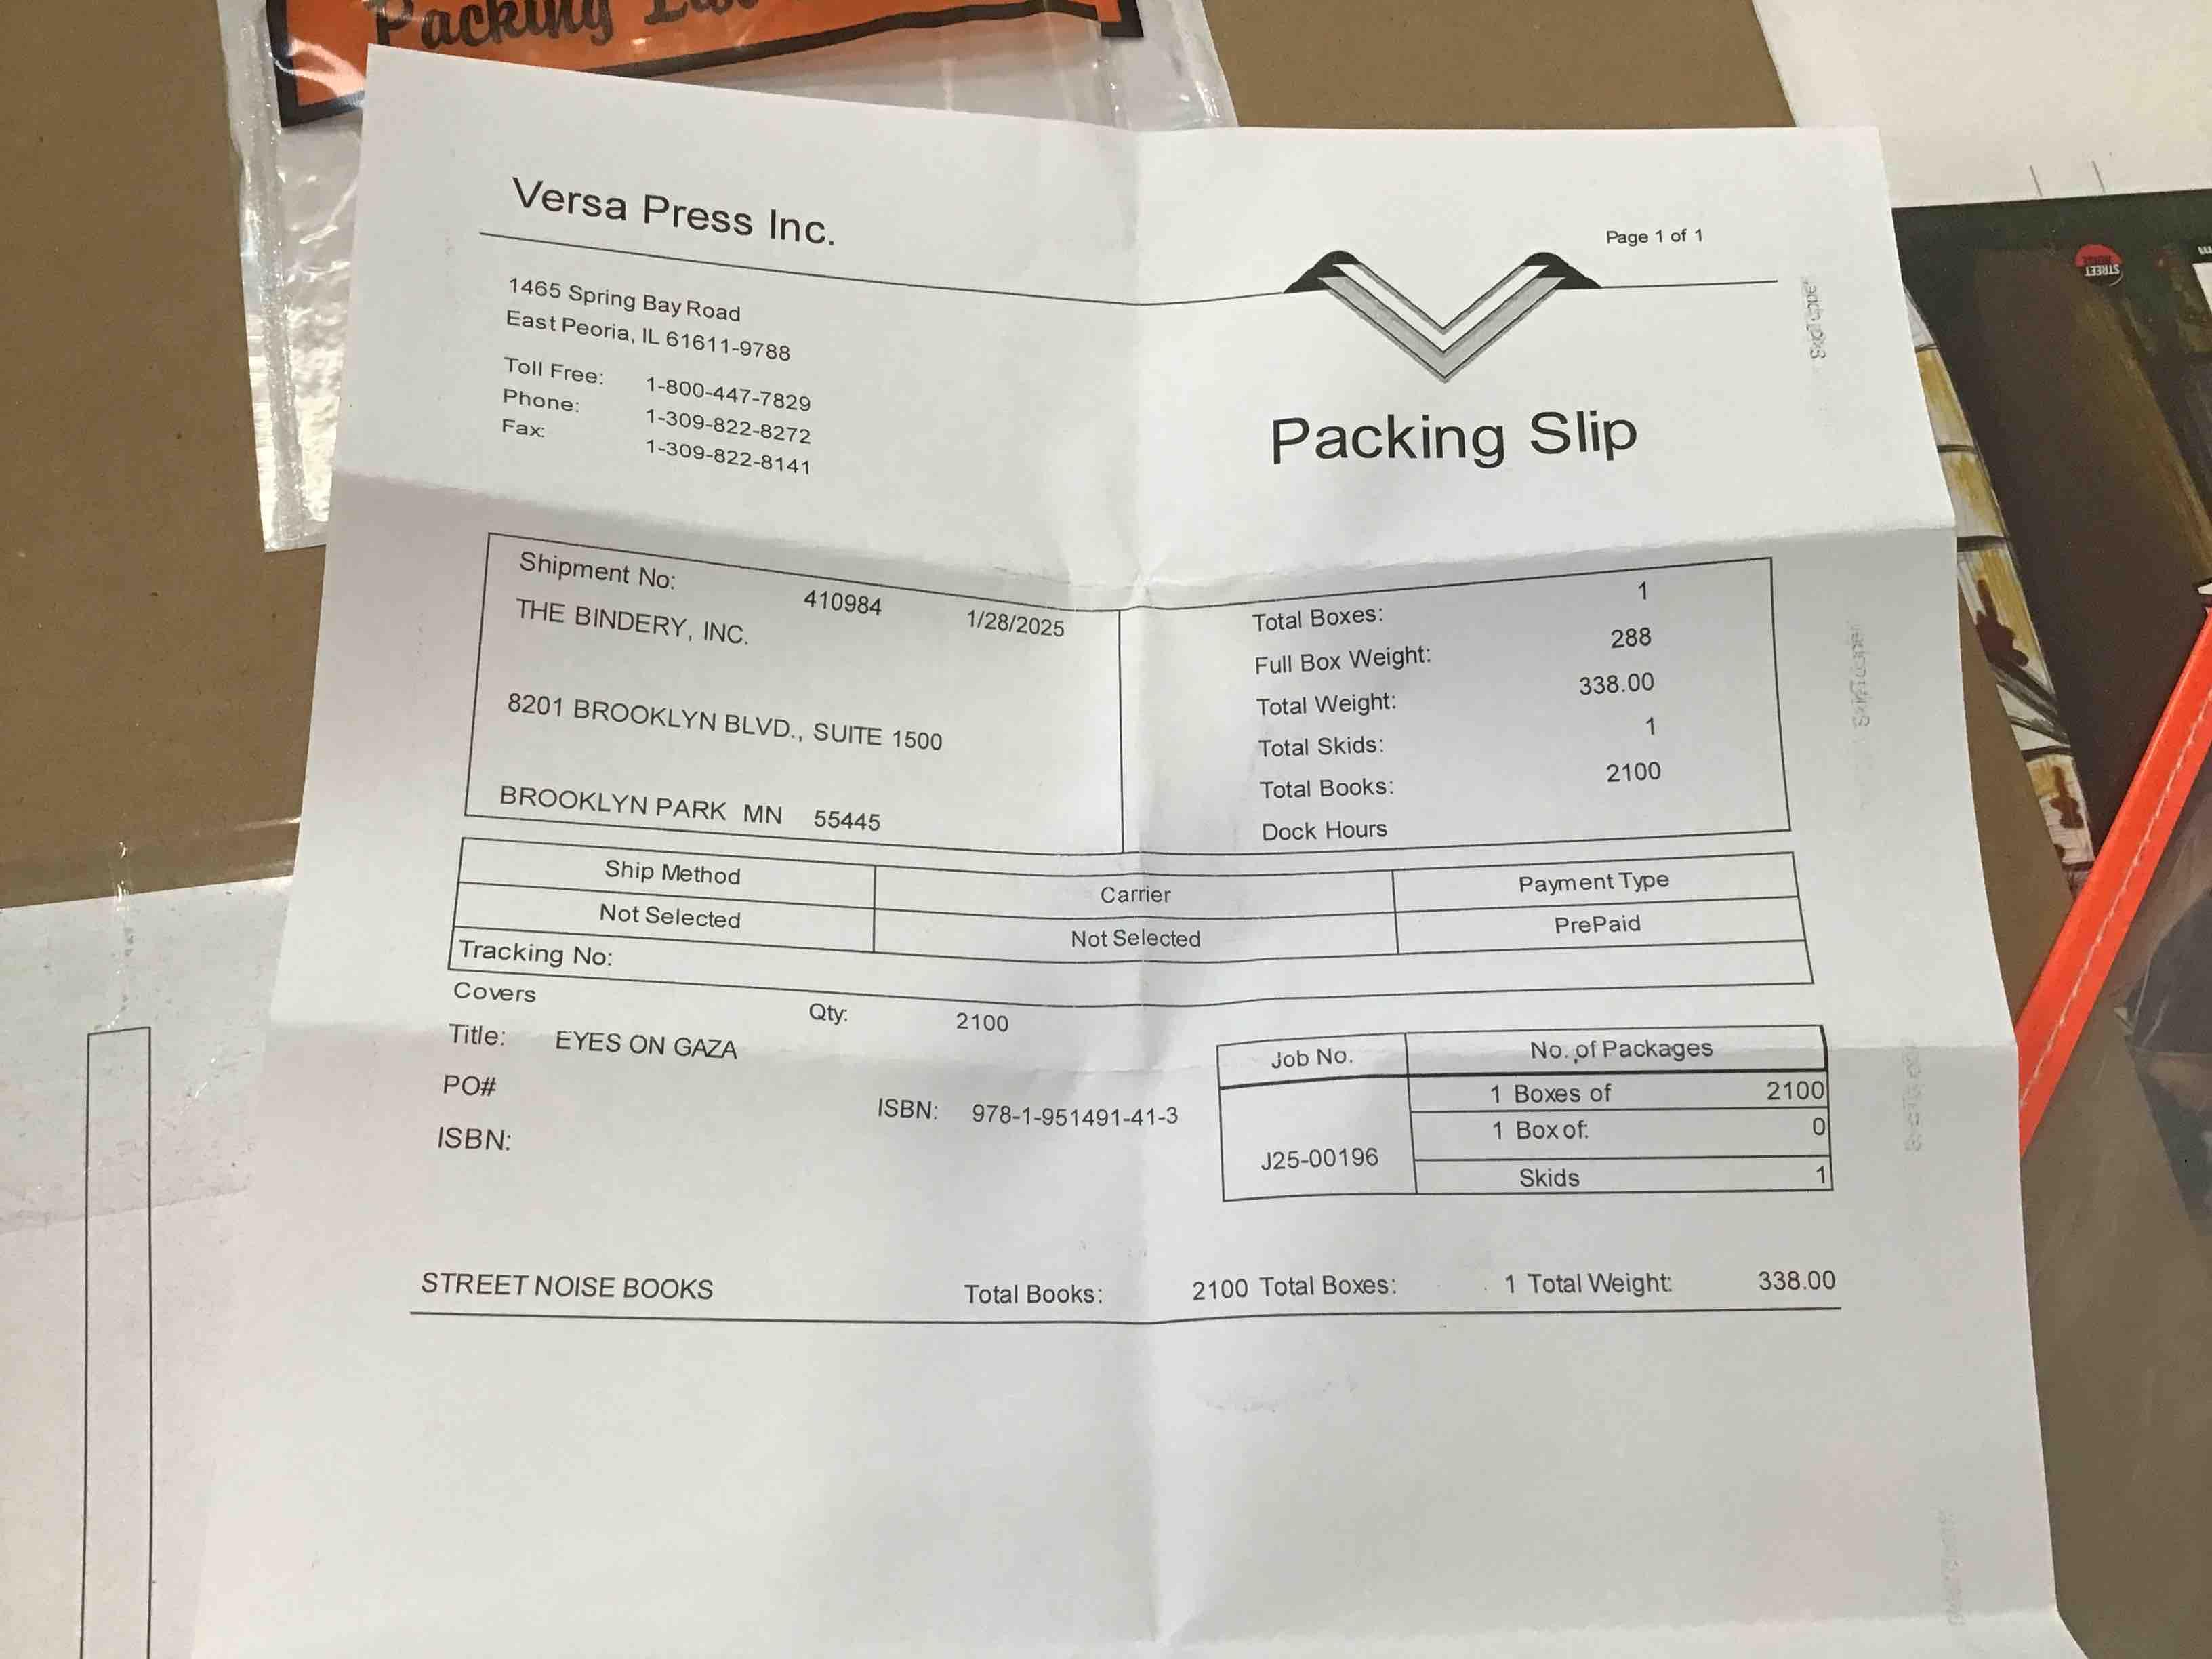 Packing
Versa Press Inc.
Page 1 of 1
1465 Spring Bay Road
East Peoria, IL 61611-9788
Toll Free: 1-800-447-7829
Phone: 1-309-822-8272
Fax: 1-309-822-8141
Packing Slip
Shipment No: 410984 1/28/2025
THE BINDERY, INC.
8201 BROOKLYN BLVD., SUITE 1500
BROOKLYN PARK MN 55445
Total Boxes: 1
Full Box Weight: 288
Total Weight: 338.00
Total Skids: 1
Total Books: 2100
Dock Hours
Ship Method Carrier Payment Type
Not Selected Not Selected PrePaid
Tracking No:
Covers Qty: 2100
Title: EYES ON GAZA
PO#
ISBN: 978-1-951491-41-3
ISBN:
Job No. No. of Packages
J25-00196
1 Boxes of 2100
1 Box of: 0
Skids 1
STREET NOISE BOOKS Total Books: 2100 Total Boxes: 1 Total Weight: 338.00
STREET